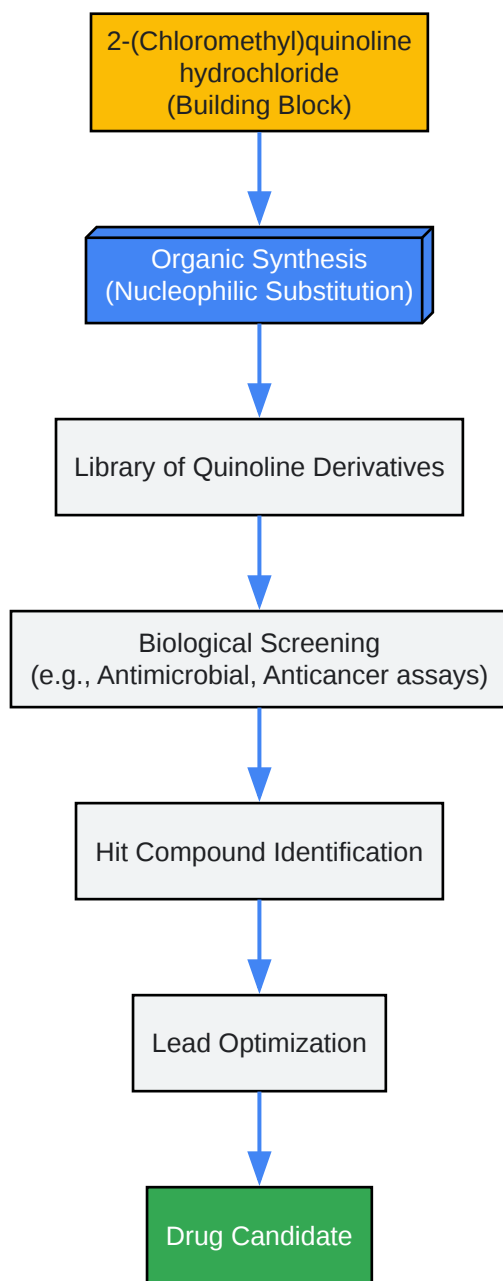 2-(Chloromethyl)quinoline
hydrochloride
(Building Block)
Organic Synthesis
(Nucleophilic Substitution)
Library of Quinoline Derivatives
Biological Screening
(e.g., Antimicrobial, Anticancer assays)
Hit Compound Identification
Lead Optimization
Drug Candidate